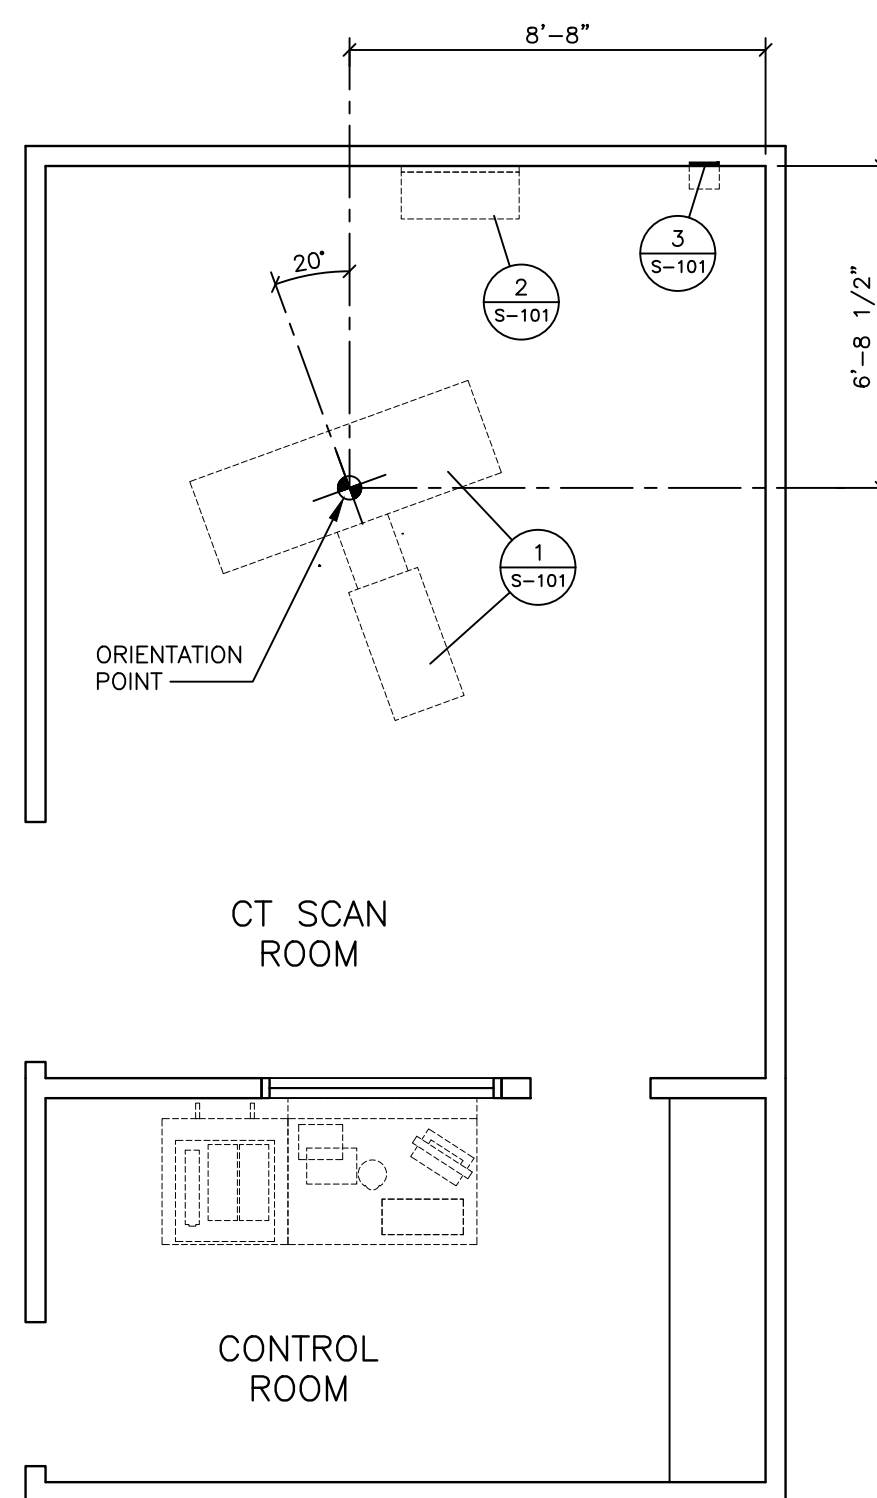 8'-8"
3
S-101
20°
2
S-101
6'-8 1/2"
1
S-101
ORIENTATION
POINT
CT SCAN
ROOM
CONTROL
ROOM